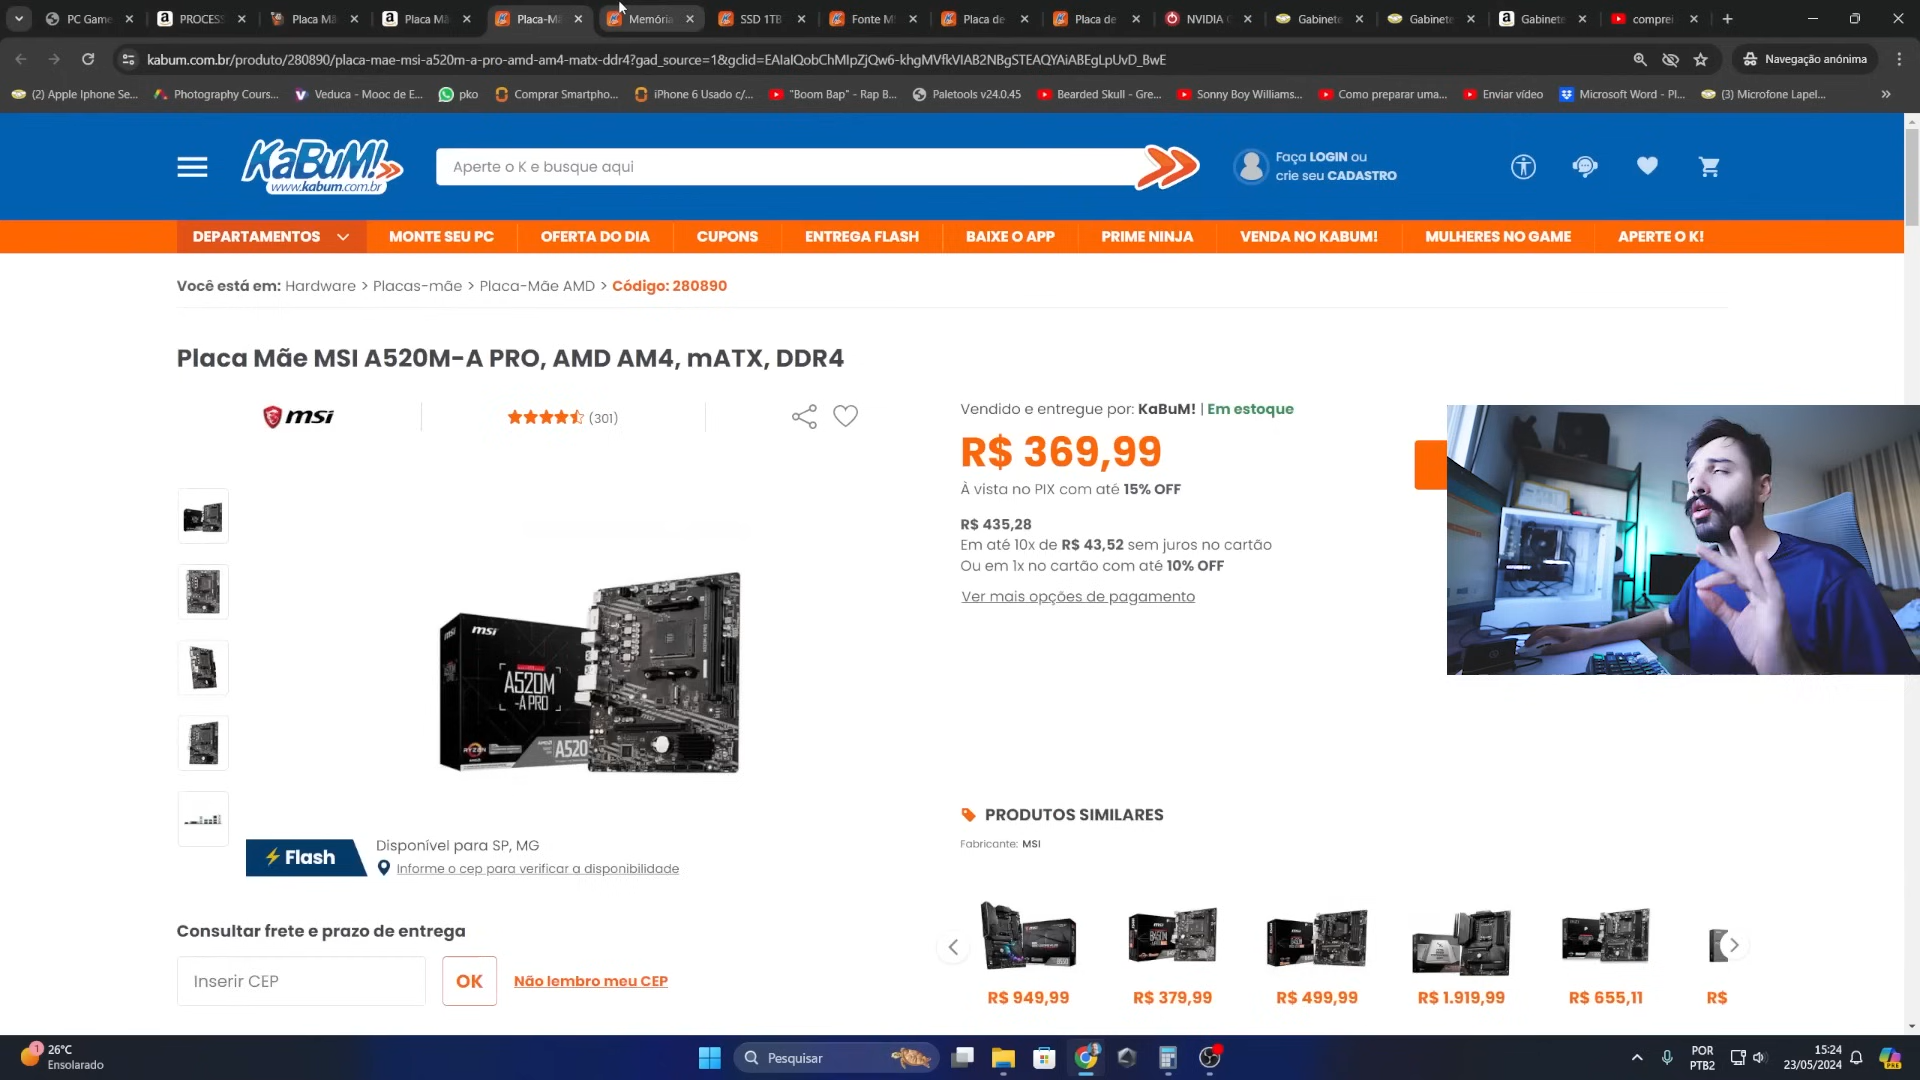 PC Game
PROCESS
Placa Mã
Placa Mã
Placa-Mã
Memória
SSD 1TB
Fonte M
Placa de
Placa de
NVIDIA
Gabinete
Gabinete
Gabinete
comprei
kabum.com.br/produto/280890/placa-mae-msi-a520m-a-pro-amd-am4-matx-ddr4?gad_source=1&gclid=EAIaIQobChMIpZjQw6-khgMVfkVIAB2NBgSTEAQYAiABEgLpUvD_BwE
Navegação anónima
(2) Apple Iphone Se...
Photography Cours...
Veduca - Mooc de E...
pko
Comprar Smartpho...
iPhone 6 Usado c/...
"Boom Bap" - Rap B...
Paletools v24.0.45
Bearded Skull - Gre...
Sonny Boy Williams...
Como preparar uma...
Enviar vídeo
Microsoft Word - Pl...
(3) Microfone Lapel...
KaBuM!
www.kabum.com.br
Aperte o K e busque aqui
Faça LOGIN ou
crie seu CADASTRO
DEPARTAMENTOS
MONTE SEU PC
OFERTA DO DIA
CUPONS
ENTREGA FLASH
BAIXE O APP
PRIME NINJA
VENDA NO KABUM!
MULHERES NO GAME
APERTE O K!
Você está em: Hardware > Placas-mãe > Placa-Mãe AMD > Código: 280890
Placa Mãe MSI A520M-A PRO, AMD AM4, mATX, DDR4
msi
(301)
Vendido e entregue por: KaBuM! | Em estoque
R$ 369,99
À vista no PIX com até 15% OFF
R$ 435,28
Em até 10x de R$ 43,52 sem juros no cartão
Ou em 1x no cartão com até 10% OFF
Ver mais opções de pagamento
msi
A520M
-A PRO
RYZEN
A520
Flash
Disponível para SP, MG
Informe o cep para verificar a disponibilidade
Consultar frete e prazo de entrega
Inserir CEP
OK
Não lembro meu CEP
PRODUTOS SIMILARES
Fabricante: MSI
R$ 949,99
R$ 379,99
R$ 499,99
R$ 1.919,99
R$ 655,11
R$
1
26°C
Ensolarado
Pesquisar
POR
PTB2
15:24
23/05/2024
PRE